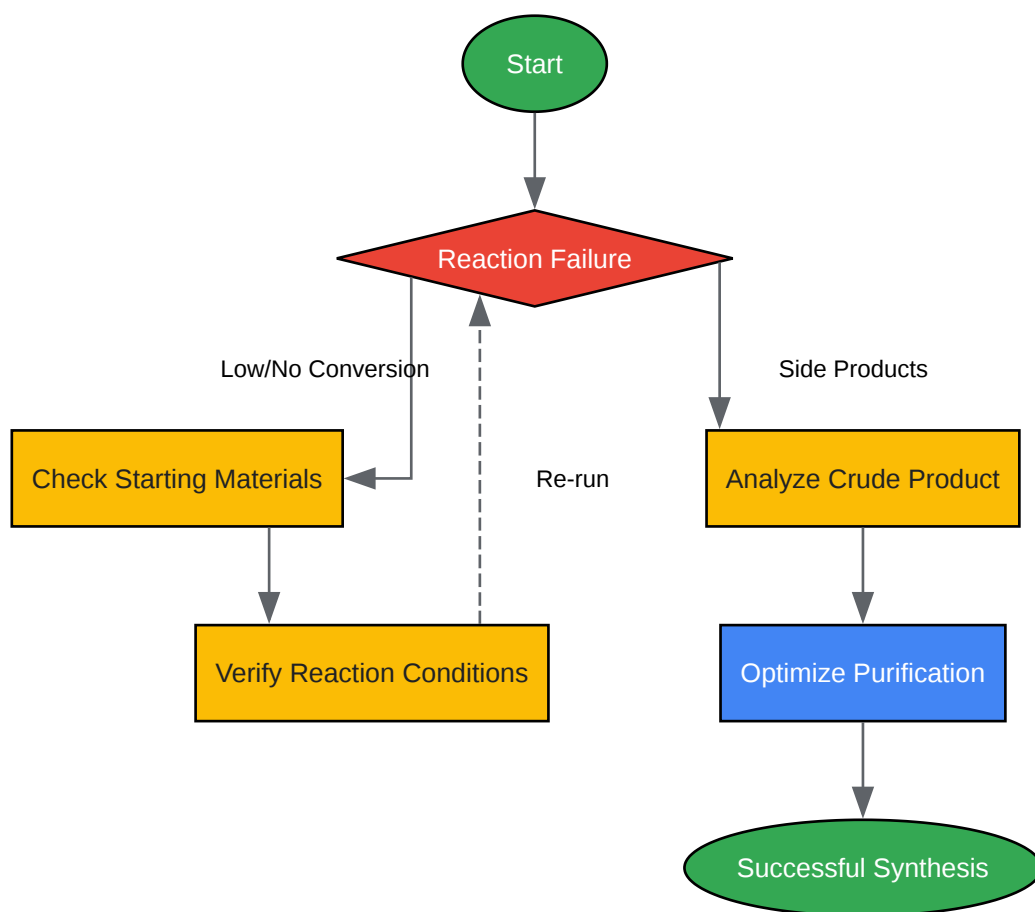 Start
Reaction Failure
Low/No Conversion
Side Products
Check Starting Materials
Re-run
Analyze Crude Product
Verify Reaction Conditions
Optimize Purification
Successful Synthesis